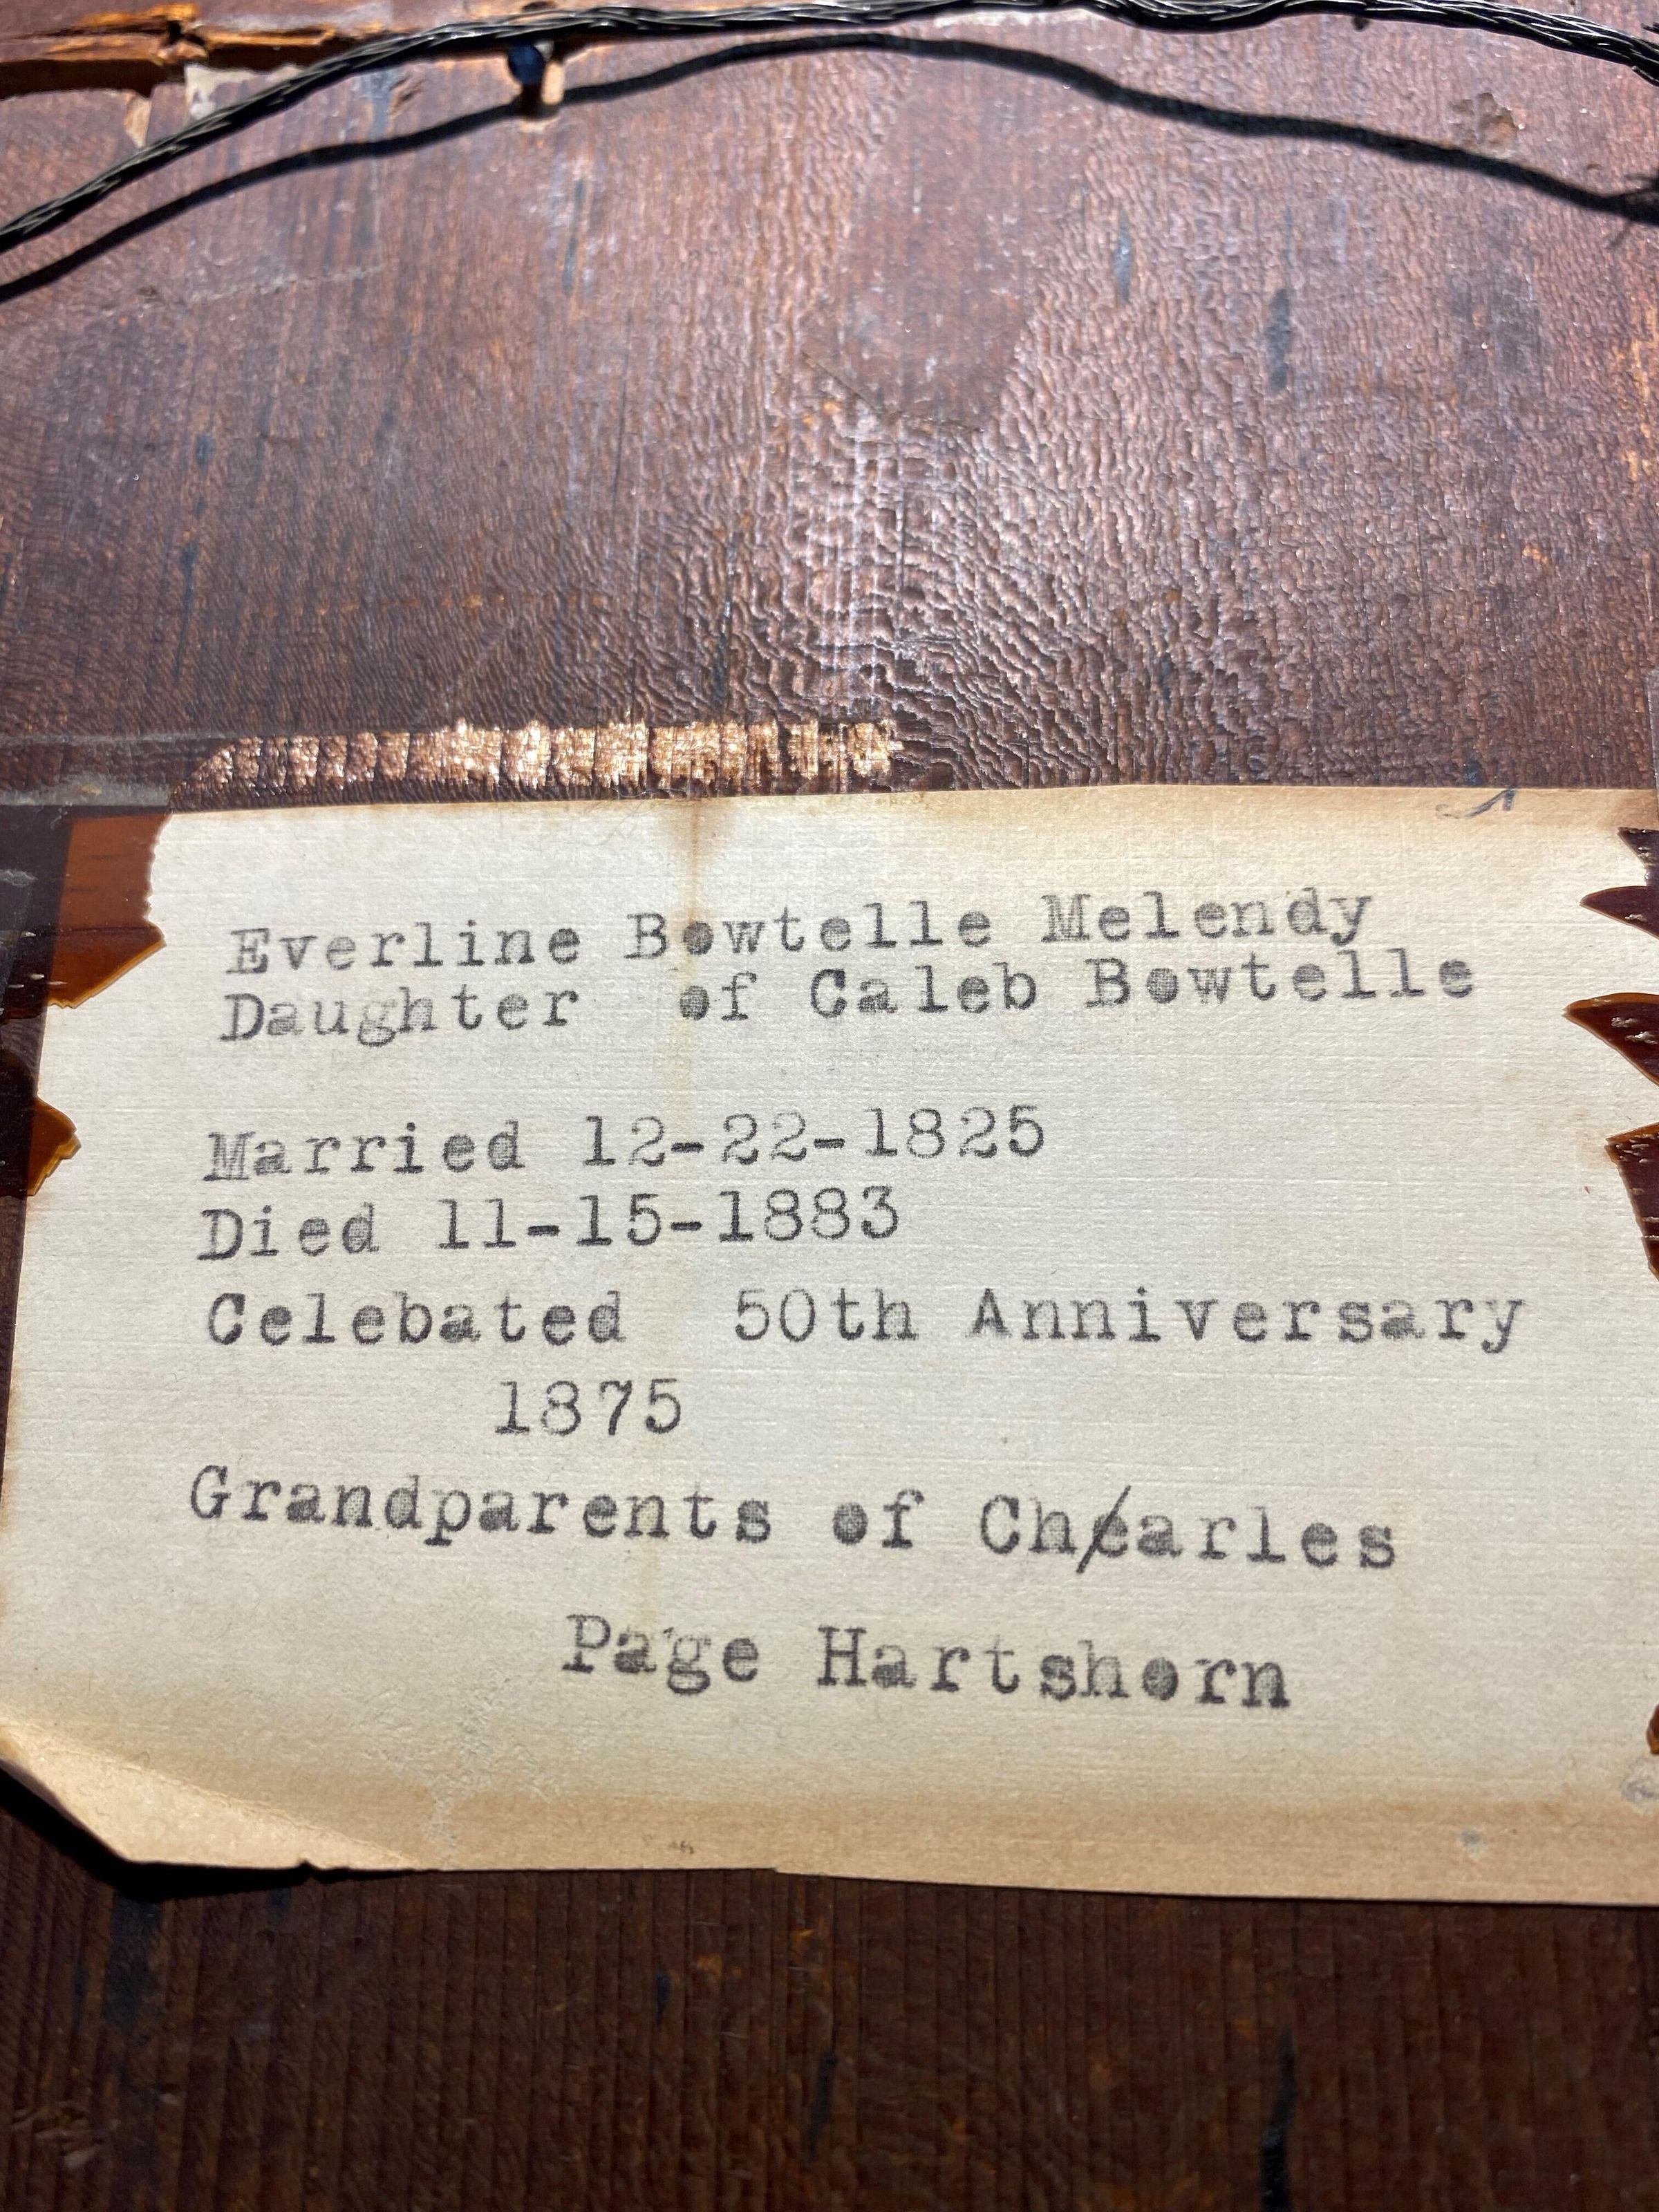 Everline Bowtelle Melendy
Daughter of Caleb Bowtelle
Married 12-22-1825
Died 11-15-1883
Celebated 50th Anniversary
1875
Grandparents of Chearles
Page Hartshorn